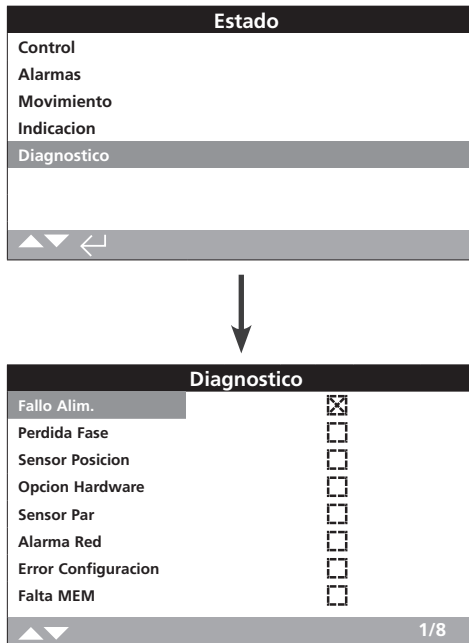 Estado
Control
Alarmas
Movimiento
Indicacion
Diagnostico
Diagnostico
Fallo Alim.
Perdida Fase
Sensor Posicion
Opcion Hardware
Sensor Par
Alarma Red
Error Configuracion
Falta MEM
1/8